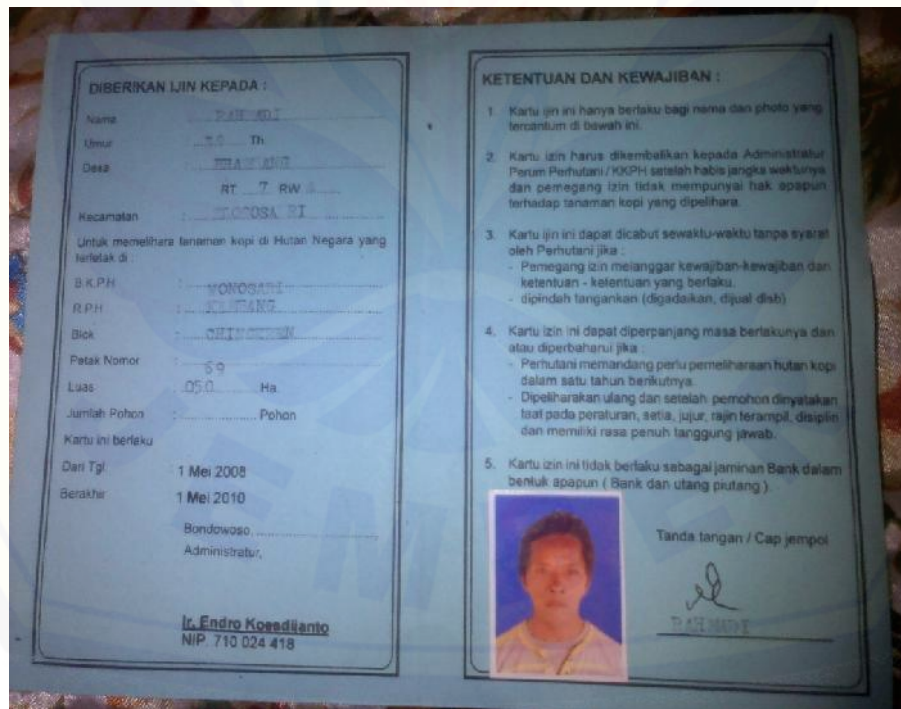 DIBERIKAN IJIN KEPADA :
Nama : RAHMADI
Umur : Th
Desa :
RT 7 RW
Kecamatan :
Untuk memelihara tanaman kopi di Hutan Negara yang
terletak di :
B.K.P.H : WONOSARI
R.P.H :
Blok :
Petak Nomor : 69
Luas : 050 Ha
Jumlah Pohon : Pohon
Kartu ini berlaku
Dari Tgl. : 1 Mei 2008
Berakhir 1 Mei 2010
Bondowoso,
Administratur,
Ir. Endro Koesdijanto
NIP. 710 024 418
KETENTUAN DAN KEWAJIBAN :
1. Kartu ijin ini hanya berlaku bagi nama dan photo yang
tercantum di bawah ini.
2. Kartu izin harus dikembalikan kepada Administratur
Perum Perhutani / KKPH setelah habis jangka waktunya
dan pemegang izin tidak mempunyai hak apapun
terhadap tanaman kopi yang dipelihara.
3. Kartu ijin ini dapat dicabut sewaktu-waktu tanpa syarat
oleh Perhutani jika :
- Pemegang izin melanggar kewajiban-kewajiban dan
ketentuan - ketentuan yang berlaku.
- dipindah tangankan (digadaikan, dijual dlsb)
4. Kartu izin ini dapat diperpanjang masa berlakunya dan
atau diperbaharui jika :
- Perhutani memandang perlu pemeliharaan hutan kopi
dalam satu tahun berikutnya.
- Dipeliharakan ulang dan setelah pemohon dinyatakan
taat pada peraturan, setia, jujur, rajin terampil, disiplin
dan memiliki rasa penuh tanggung jawab.
5. Kartu izin ini tidak berlaku sebagai jaminan Bank dalam
bentuk apapun ( Bank dan utang piutang ).
Tanda tangan / Cap jempol
RAHMADI